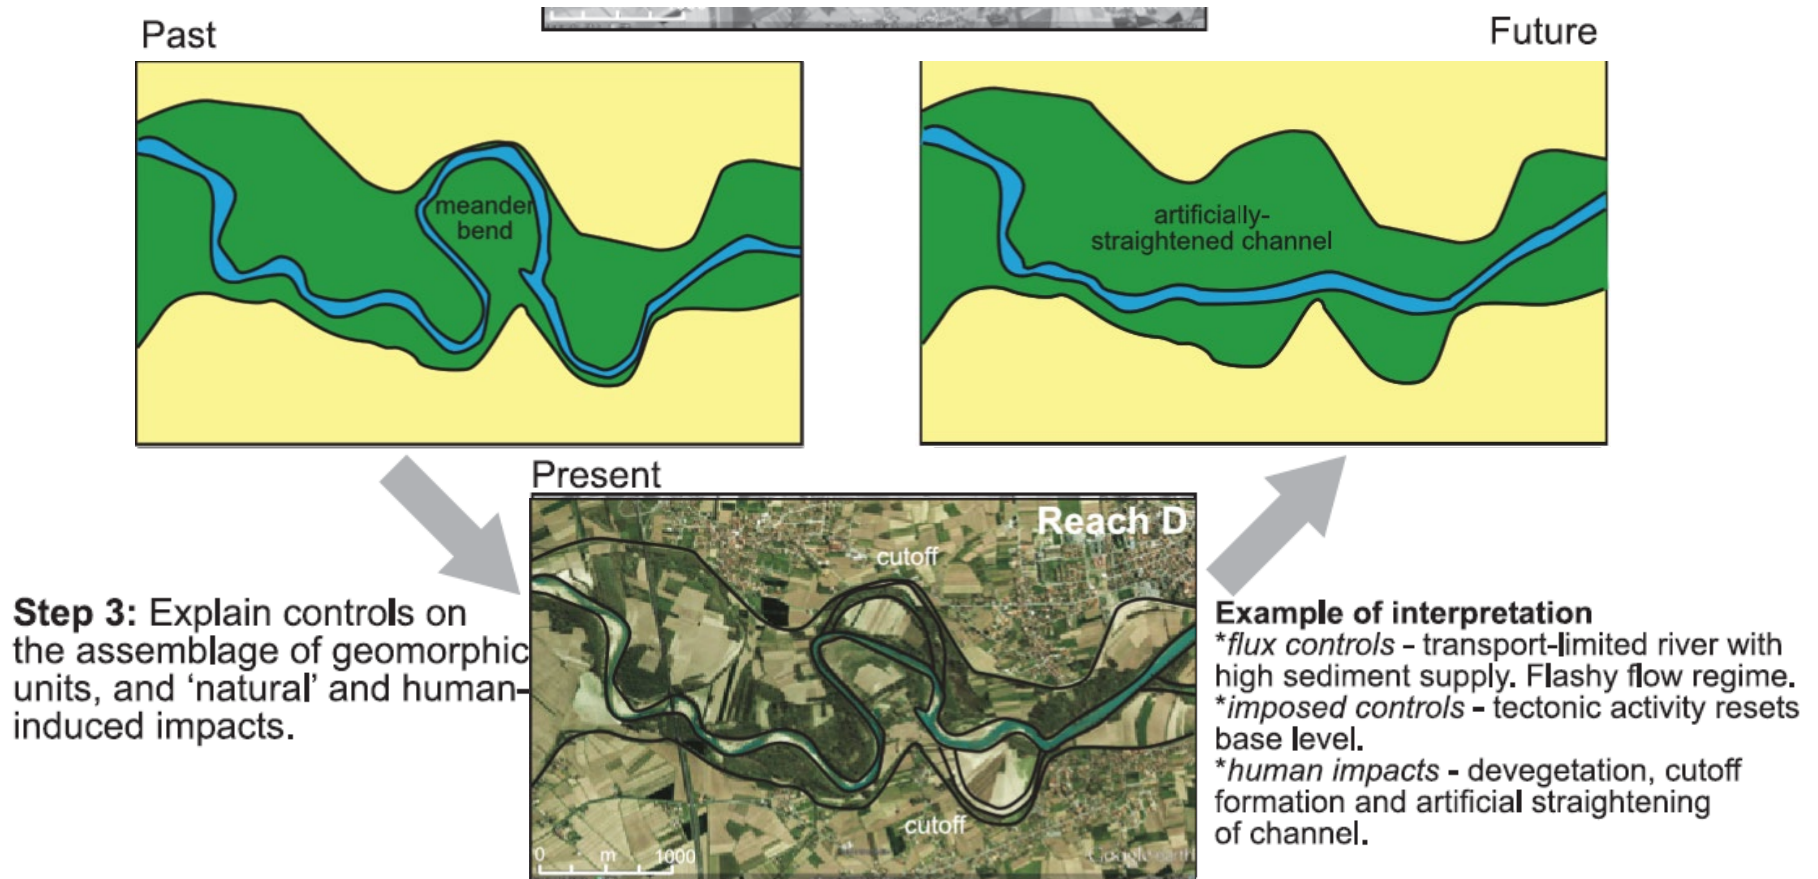 Past
Future
meander
bend
artificially-
straightened channel
Present
Reach D
cutoff
cutoff
0 m 1000
Google earth
Step 3: Explain controls on
the assemblage of geomorphic
units, and ‘natural’ and human-
induced impacts.
Example of interpretation
*flux controls - transport-limited river with
high sediment supply. Flashy flow regime.
*imposed controls - tectonic activity resets
base level.
*human impacts - devegetation, cutoff
formation and artificial straightening
of channel.